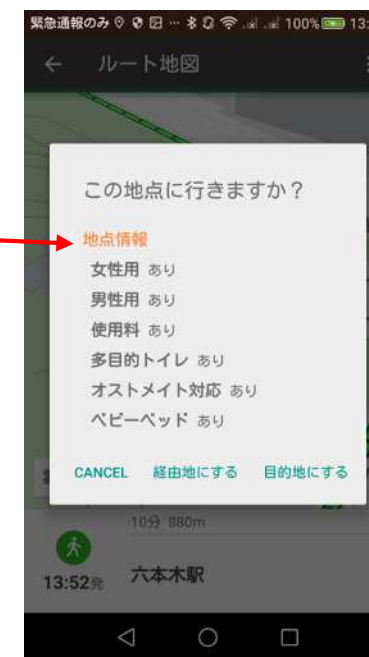 緊急通報のみ … 100% 13:
← ルート地図
この地点に行きますか？
地点情報
女性用 あり
男性用 あり
使用料 あり
多目的トイレ あり
オストメイト対応 あり
ベビーベッド あり
CANCEL 経由地にする 目的地にする
10分 880m
13:52発 六本木駅